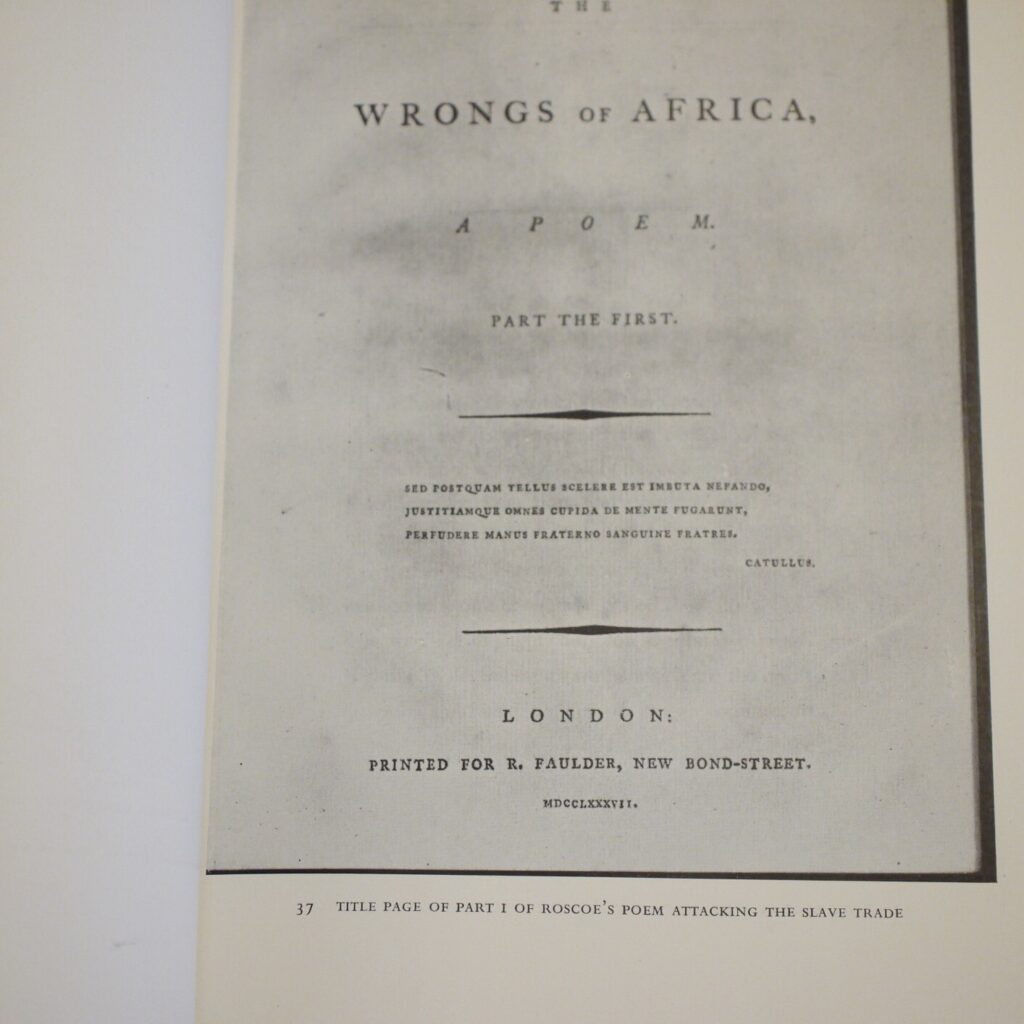 THE
WRONGS OF AFRICA,
A POEM.
PART THE FIRST.
SED POSTQUAM TELLUS SCELERE EST IMBUTA NEFANDO,
JUSTITIAMQUE OMNES CUPIDA DE MENTE FUGARUNT,
PERFUDERE MANUS FRATERNO SANGUINE FRATRES.
CATULLUS.
LONDON:
PRINTED FOR R. FAULDER, NEW BOND-STREET.
MDCCLXXXVII.
37 TITLE PAGE OF PART I OF ROSCOE'S POEM ATTACKING THE SLAVE TRADE